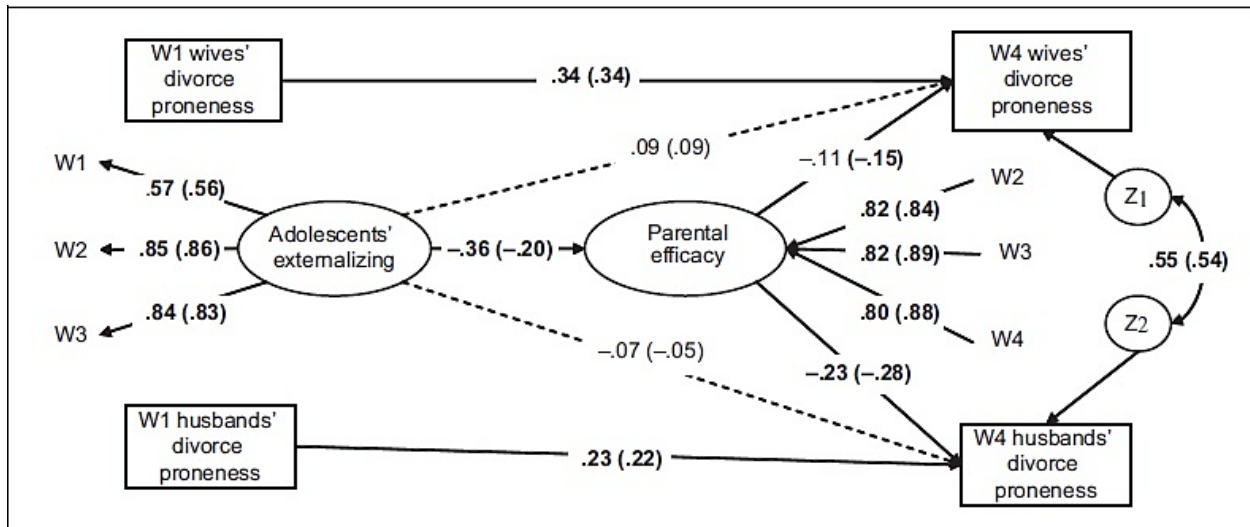 W1 wives’
divorce
proneness
.34 (.34)
W4 wives’
divorce
proneness
.09 (.09)
–.11 (–.15)
W1
.57 (.56)
W2
.85 (.86)
W3
.84 (.83)
Adolescents’
externalizing
–.36 (–.20)
Parental
efficacy
.82 (.84)
W2
.82 (.89)
W3
.80 (.88)
W4
Z1
.55 (.54)
Z2
–.07 (–.05)
–.23 (–.28)
W1 husbands’
divorce
proneness
.23 (.22)
W4 husbands’
divorce
proneness